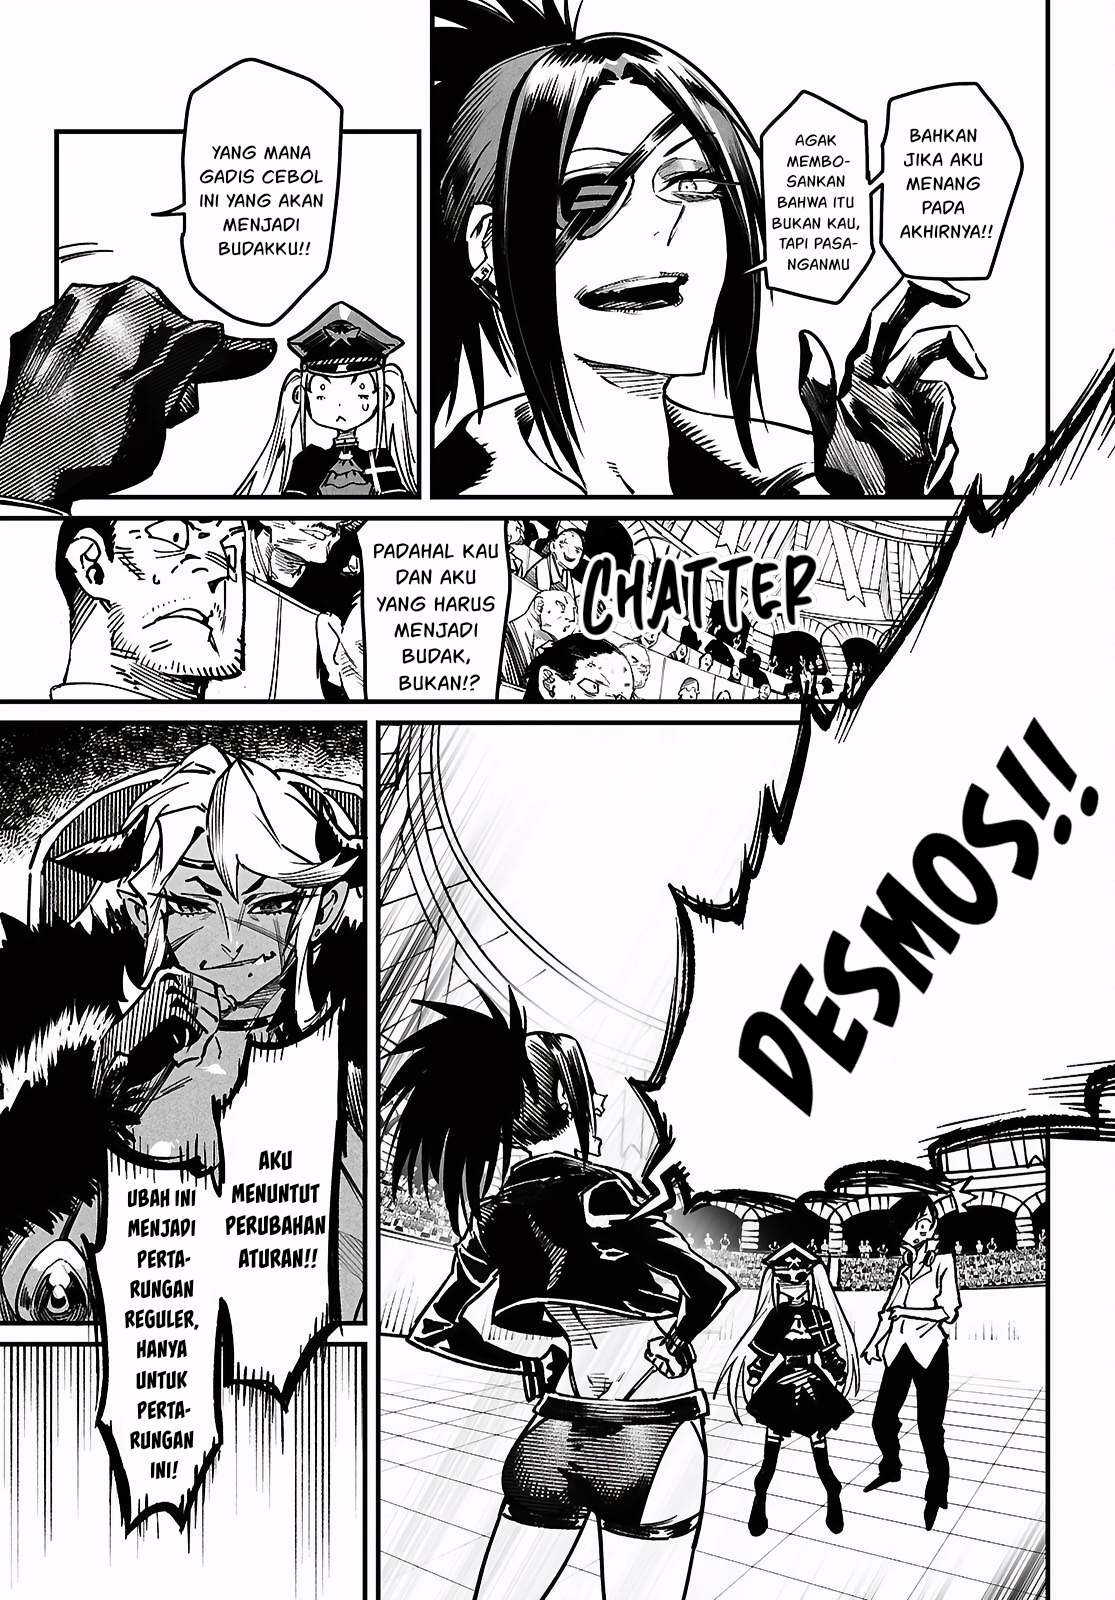 BAHKAN
JIKA AKU
MENANG
PADA
AKHIRNYA!!
AGAK
MEMBO-
SANKAN
BAHWA ITU
BUKAN KAU,
TAPI PASA-
NGANMU
YANG MANA
GADIS CEBOL
INI YANG AKAN
MENJADI
BUDAKKU!!
CHATTER
PADAHAL KAU
DAN AKU
YANG HARUS
MENJADI
BUDAK,
BUKAN!?
DESMOS!!
AKU
MENUNTUT
PERUBAHAN
ATURAN!!
UBAH INI
MENJADI
PERTA-
RUNGAN
REGULER,
HANYA
UNTUK
PERTA-
RUNGAN
INI!